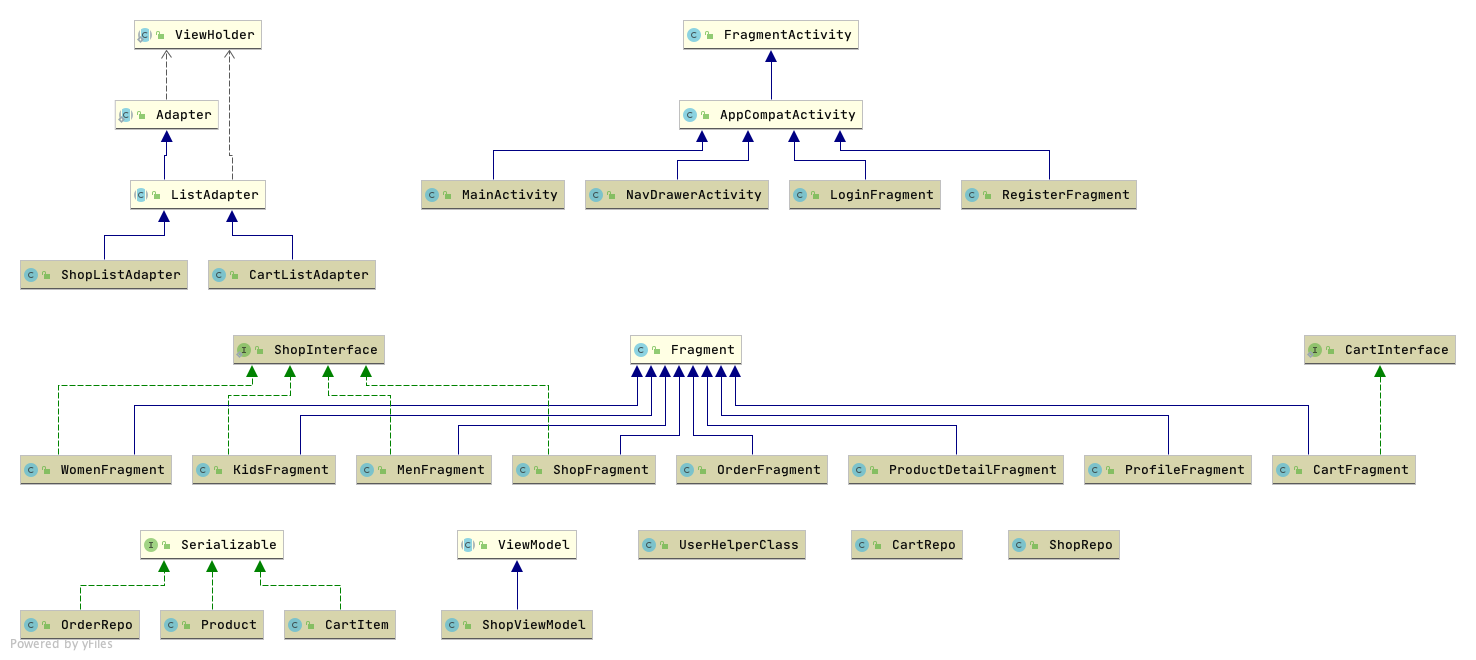 ViewHolder
FragmentActivity
Adapter
AppCompatActivity
ListAdapter
MainActivity
NavDrawerActivity
LoginFragment
RegisterFragment
ShopListAdapter
CartListAdapter
ShopInterface
Fragment
CartInterface
WomenFragment
KidsFragment
MenFragment
ShopFragment
OrderFragment
ProductDetailFragment
ProfileFragment
CartFragment
Serializable
ViewModel
UserHelperClass
CartRepo
ShopRepo
OrderRepo
Product
CartItem
ShopViewModel
Powered by yFiles